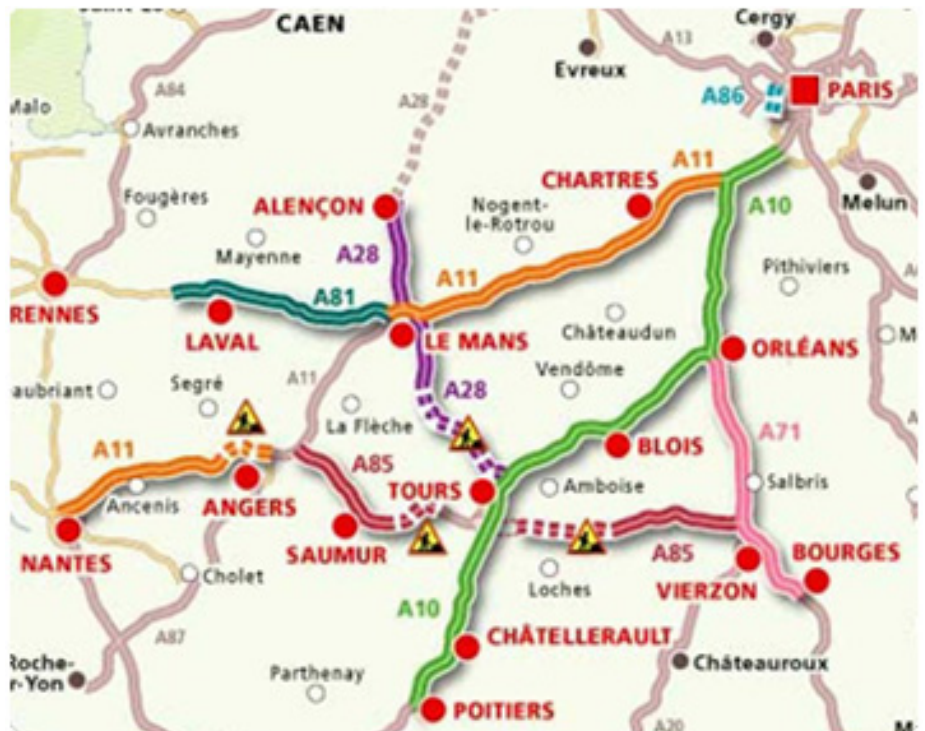 CAEN
Cergy
A13
Evreux
A84
A28
A86
PARIS
Malo
Avranches
A11
CHARTRES
Melun
Fougères
ALENÇON
Nogent-
le-Rotrou
A10
Mayenne
A28
A11
Pithiviers
A81
RENNES
LAVAL
LE MANS
Châteaudun
ORLÉANS
Vendôme
aubriant
Segré
A11
A28
La Flèche
A71
BLOIS
A11
A85
Ancenis
ANGERS
TOURS
Amboise
Salbris
NANTES
SAUMUR
A85
BOURGES
Cholet
Loches
VIERZON
A10
A87
CHÂTELLERAULT
Roche-
r-Yon
Parthenay
Châteauroux
POITIERS
A20